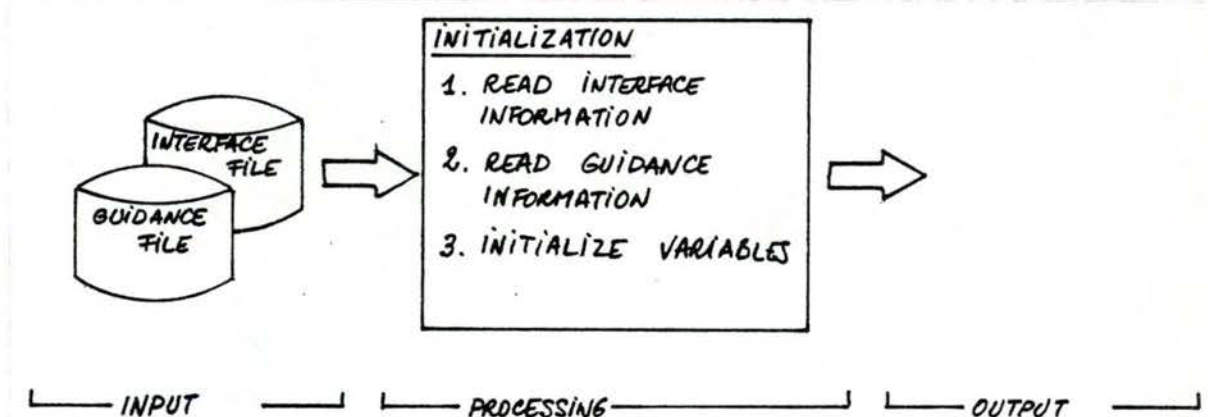 INITIALIZATION
1. READ INTERFACE
INFORMATION
2. READ GUIDANCE
INFORMATION
3. INITIALIZE VARIABLES
INTERFACE
FILE
GUIDANCE
FILE
INPUT
PROCESSING
OUTPUT